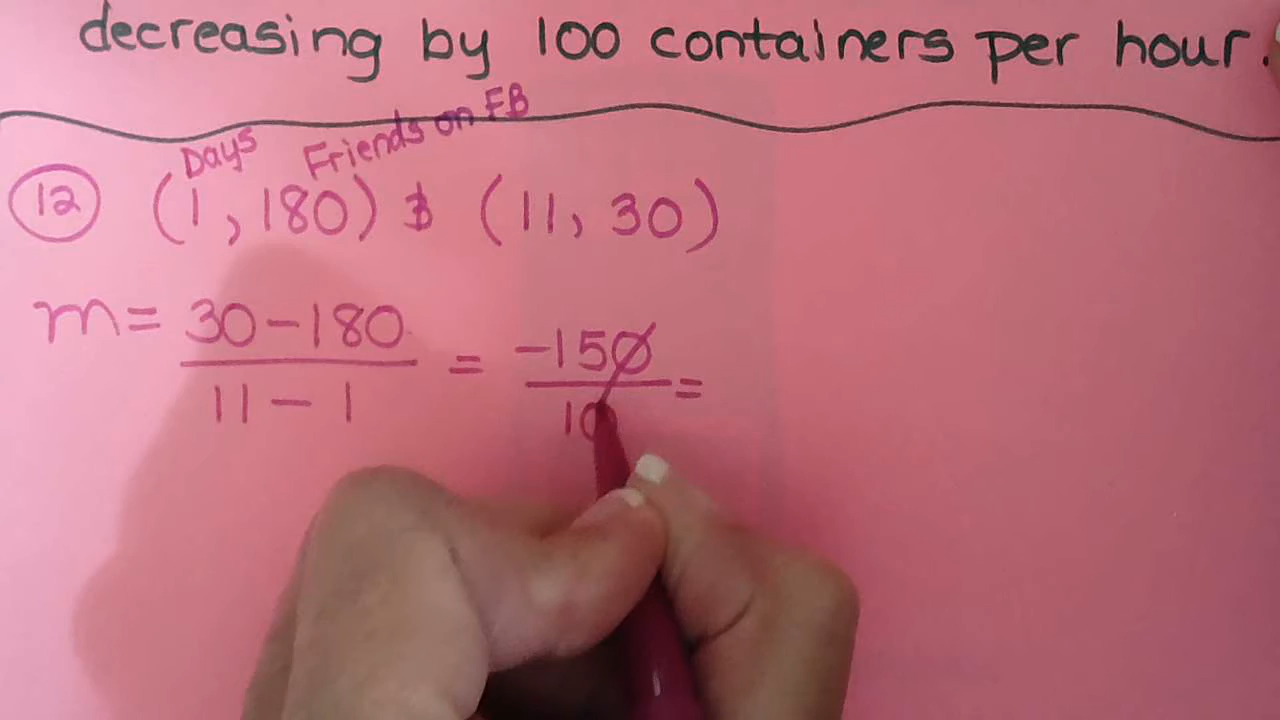 decreasing by 100 containers per hour.
Days Friends on FB
12 (1, 180) & (11, 30)
m = 30 - 180 = -150 =
11 - 1 10